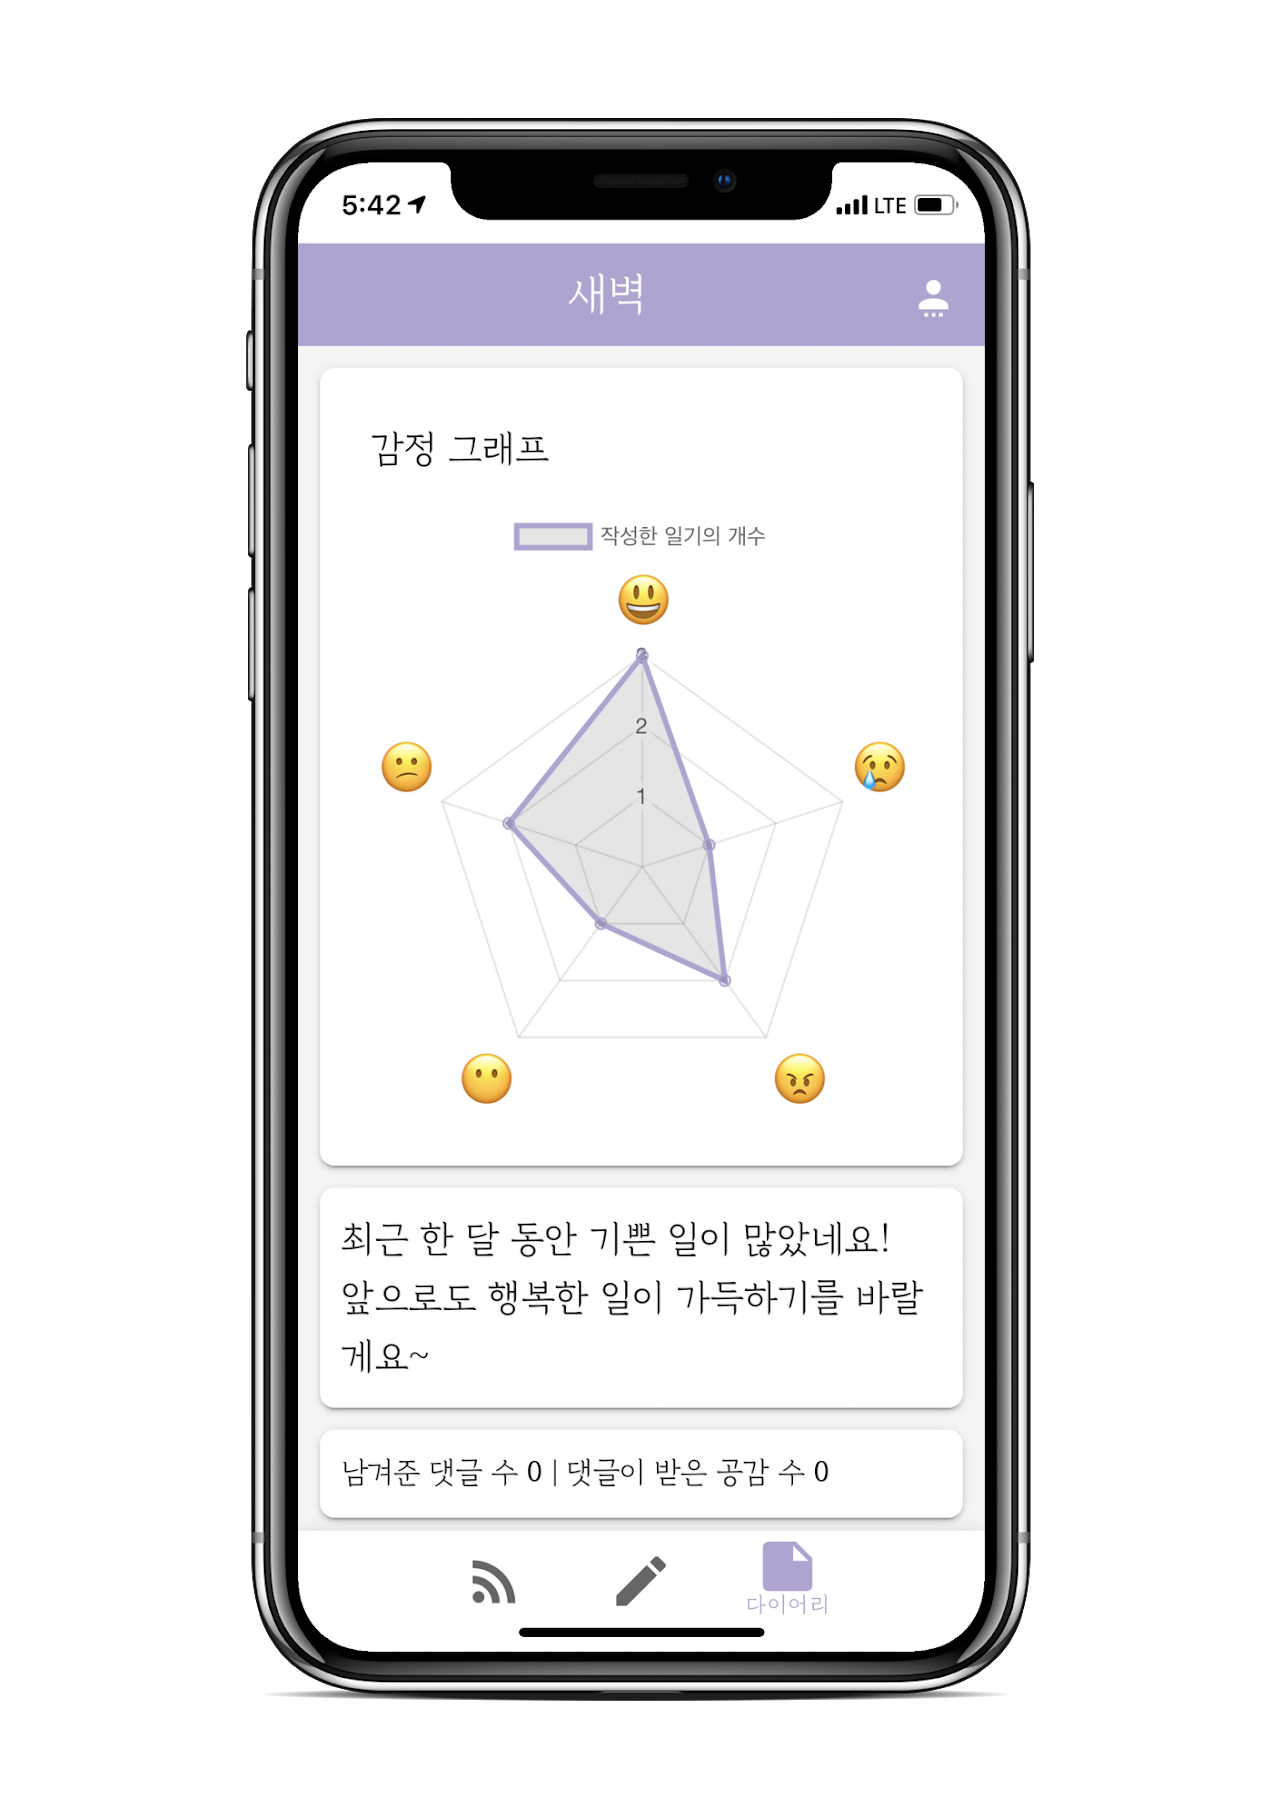 5:42 LTE
새벽
감정 그래프
작성한 일기의 개수
2
1
최근 한 달 동안 기쁜 일이 많았네요!
앞으로도 행복한 일이 가득하기를 바랄
게요~
남겨준 댓글 수 0 | 댓글이 받은 공감 수 0
다이어리